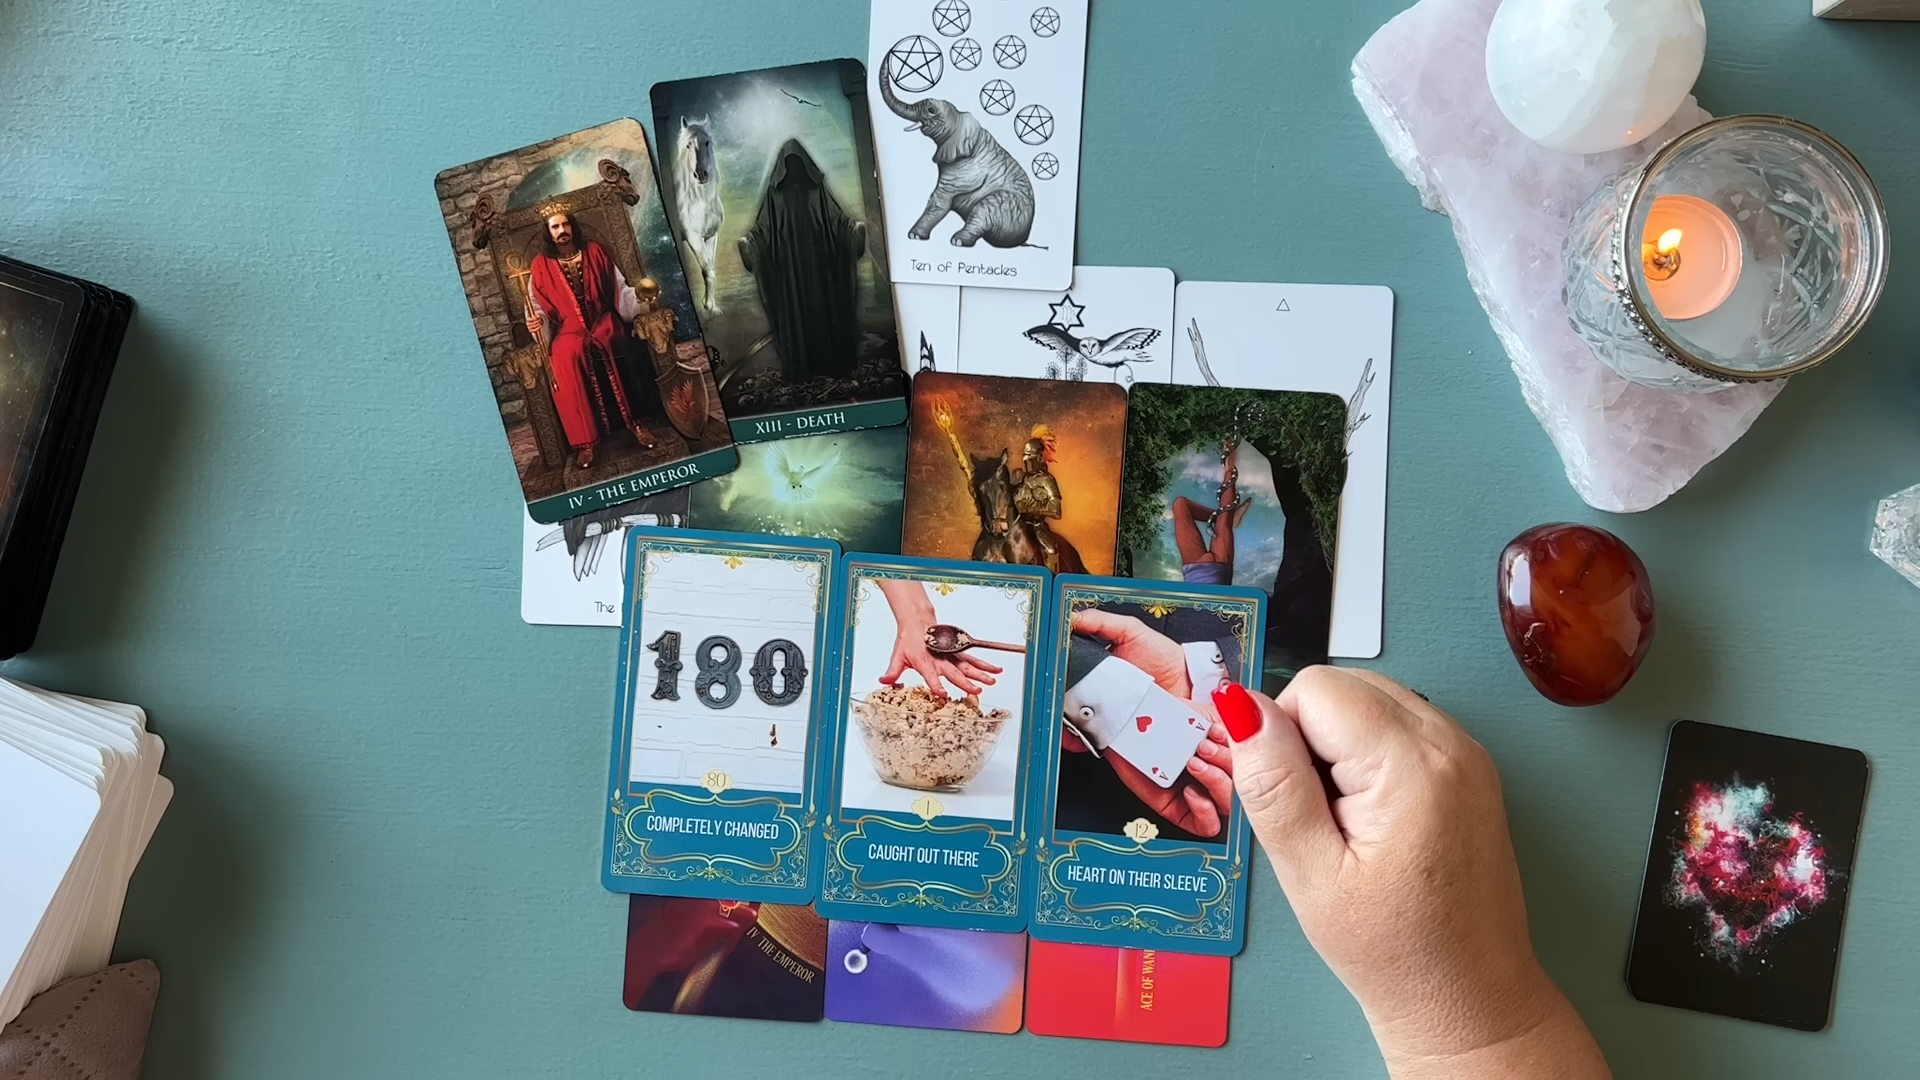 Ten of Pentacles
XIII - DEATH
IV - THE EMPEROR
The
180
80
COMPLETELY CHANGED
1
CAUGHT OUT THERE
12
HEART ON THEIR SLEEVE
A
A
IV THE EMPEROR
ACE OF